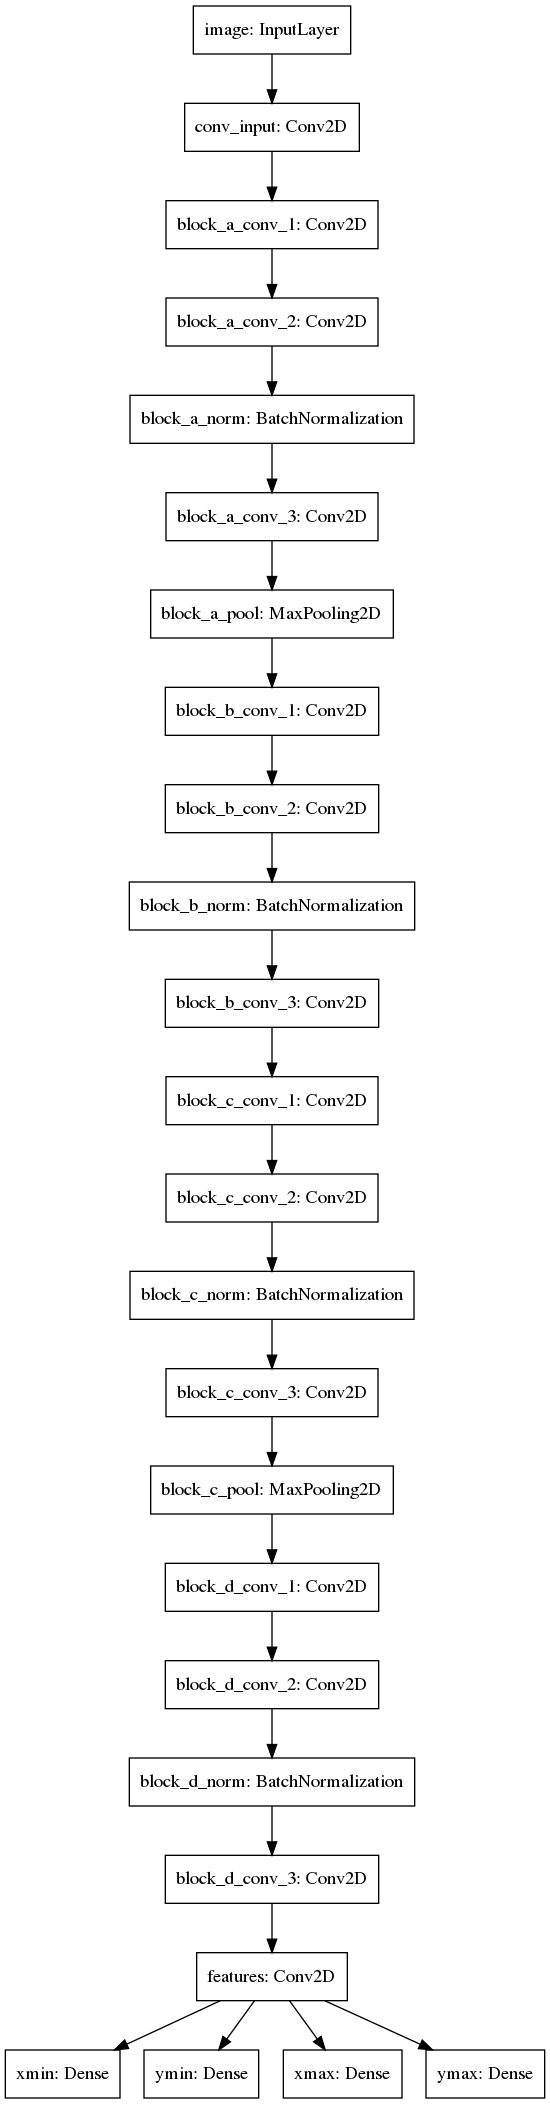 image: InputLayer
conv_input: Conv2D
block_a_conv_1: Conv2D
block_a_conv_2: Conv2D
block_a_norm: BatchNormalization
block_a_conv_3: Conv2D
block_a_pool: MaxPooling2D
block_b_conv_1: Conv2D
block_b_conv_2: Conv2D
block_b_norm: BatchNormalization
block_b_conv_3: Conv2D
block_c_conv_1: Conv2D
block_c_conv_2: Conv2D
block_c_norm: BatchNormalization
block_c_conv_3: Conv2D
block_c_pool: MaxPooling2D
block_d_conv_1: Conv2D
block_d_conv_2: Conv2D
block_d_norm: BatchNormalization
block_d_conv_3: Conv2D
features: Conv2D
xmin: Dense
ymin: Dense
xmax: Dense
ymax: Dense